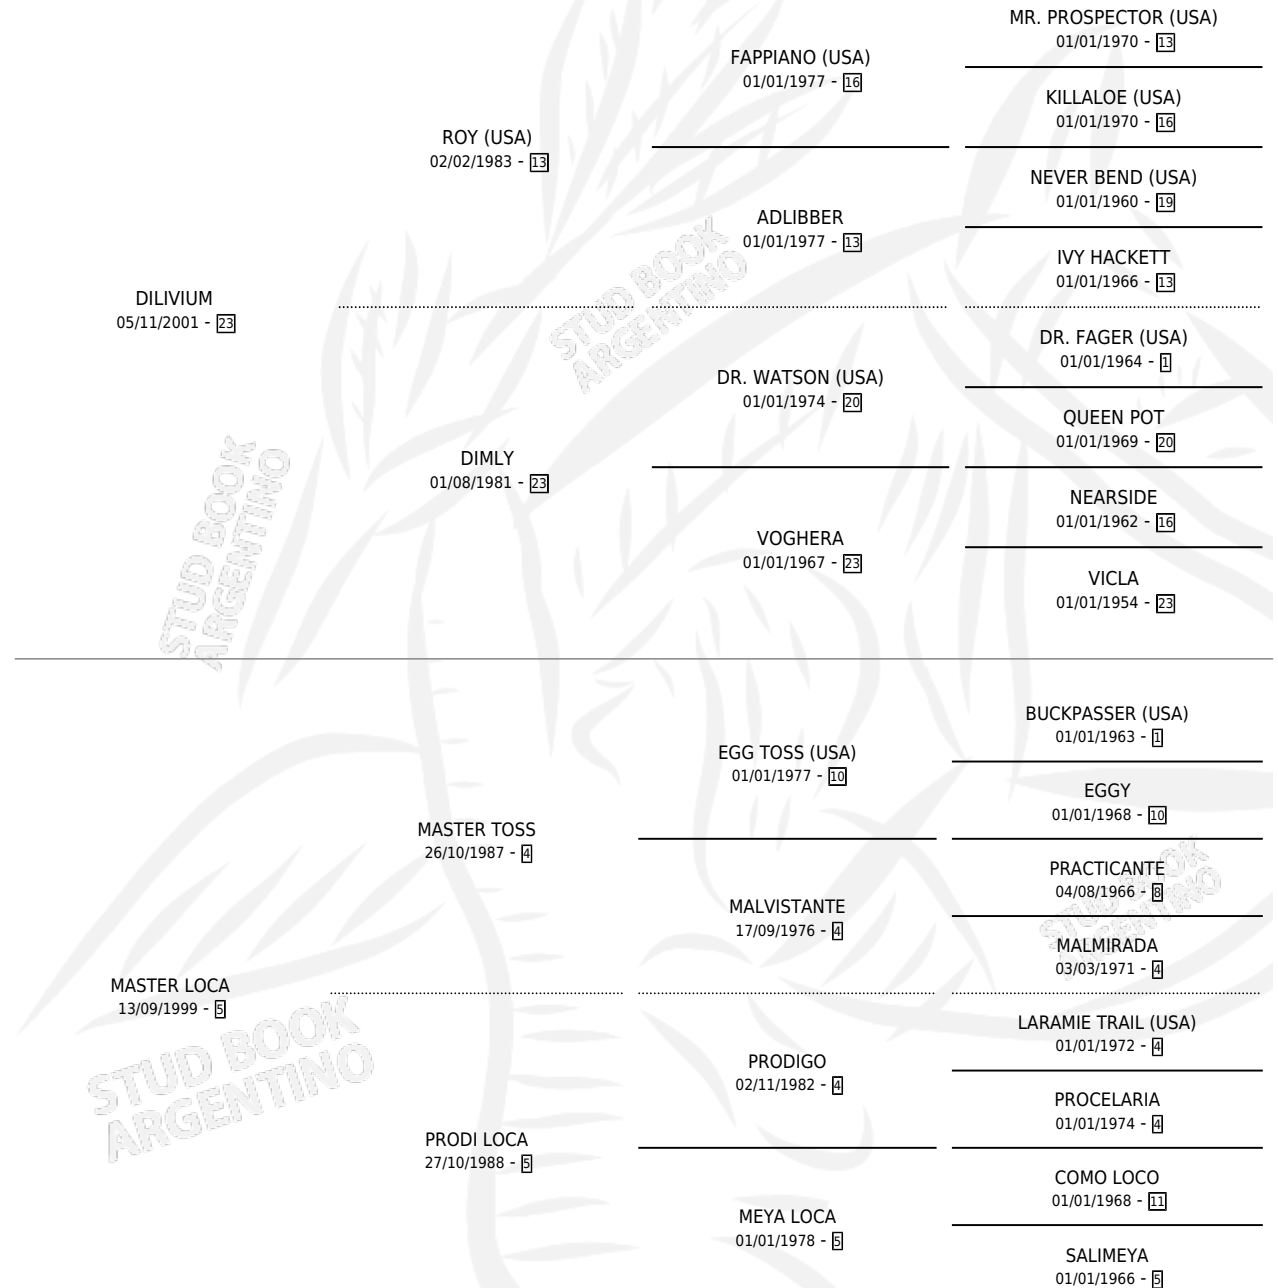 MR. PROSPECTOR (USA)
01/01/1970 - 13
FAPPIANO (USA)
01/01/1977 - 16
KILLALOE (USA)
01/01/1970 - 16
ROY (USA)
02/02/1983 - 13
NEVER BEND (USA)
01/01/1960 - 19
ADLIBBER
01/01/1977 - 13
IVY HACKETT
01/01/1966 - 13
DILIVIUM
05/11/2001 - 23
DR. FAGER (USA)
01/01/1964 - 1
DR. WATSON (USA)
01/01/1974 - 20
QUEEN POT
01/01/1969 - 20
DIMLY
01/08/1981 - 23
NEARSIDE
01/01/1962 - 16
VOGHERA
01/01/1967 - 23
VICLA
01/01/1954 - 23
BUCKPASSER (USA)
01/01/1963 - 1
EGG TOSS (USA)
01/01/1977 - 10
EGGY
01/01/1968 - 10
MASTER TOSS
26/10/1987 - 4
PRACTICANTE
04/08/1966 - 8
MALVISTANTE
17/09/1976 - 4
MALMIRADA
03/03/1971 - 4
MASTER LOCA
13/09/1999 - 5
LARAMIE TRAIL (USA)
01/01/1972 - 4
PRODIGO
02/11/1982 - 4
PROCELARIA
01/01/1974 - 4
PRODI LOCA
27/10/1988 - 5
COMO LOCO
01/01/1968 - 11
MEYA LOCA
01/01/1978 - 5
SALIMEYA
01/01/1966 - 5
STUD BOOK
ARGENTINO
STUD BOOK
ARGENTINO
STUD BOOK
ARGENTINO
STUD BOOK
ARGENTINO